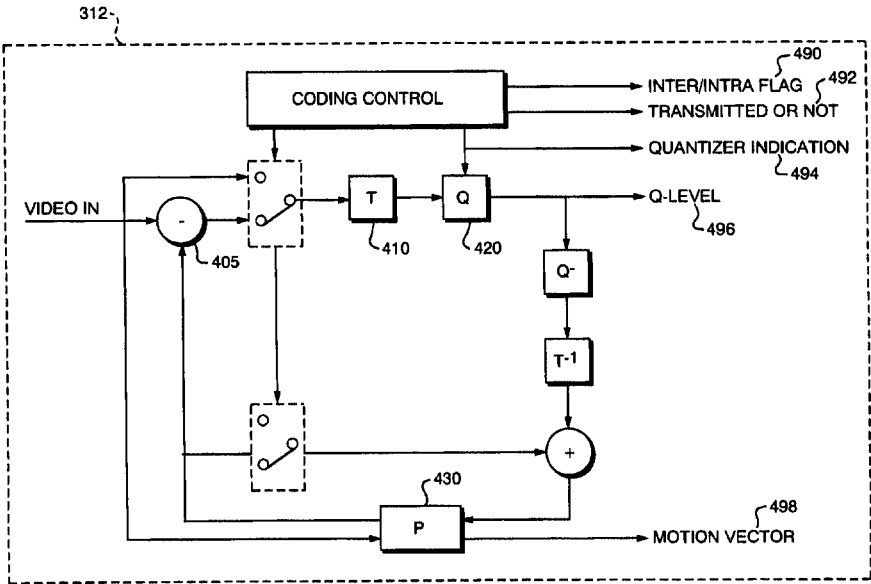 312
490
CODING CONTROL
INTER/INTRA FLAG
492
TRANSMITTED OR NOT
QUANTIZER INDICATION
494
VIDEO IN
-
405
T
410
Q
420
Q-LEVEL
496
Q-
T-1
+
430
P
498
MOTION VECTOR